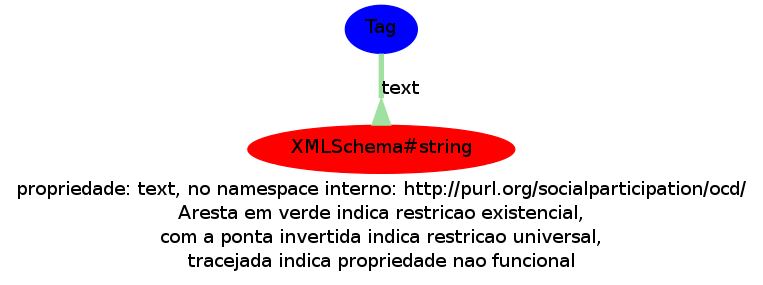 Tag
text
XMLSchema#string
propriedade: text, no namespace interno: http://purl.org/socialparticipation/ocd/
Aresta em verde indica restricao existencial,
com a ponta invertida indica restricao universal,
tracejada indica propriedade nao funcional